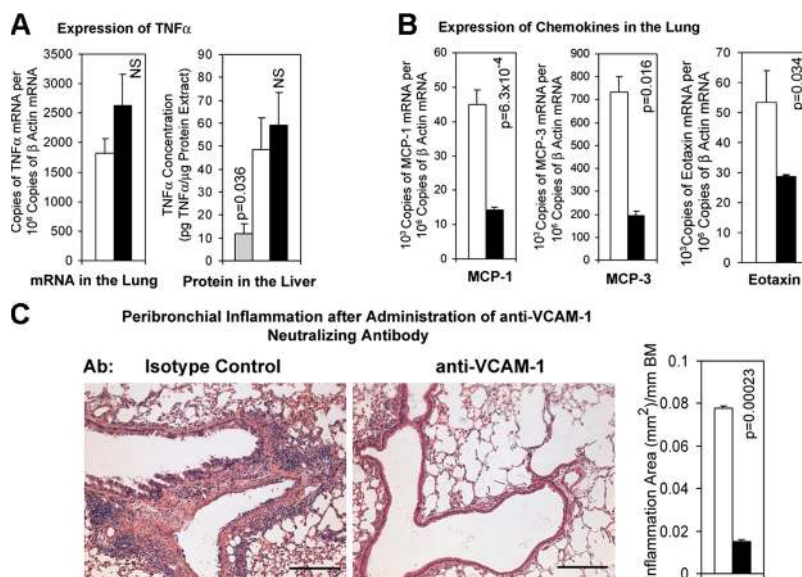 A
Expression of TNFα
Copies of TNFα mRNA per
10⁶ Copies of β Actin mRNA
3500
3000
2500
2000
1500
1000
500
0
NS
mRNA in the Lung
TNFα Concentration
(pg TNFα/µg Protein Extract)
90
80
70
60
50
40
30
20
10
0
p=0.036
NS
Protein in the Liver
B
Expression of Chemokines in the Lung
10³ Copies of MCP-1 mRNA per
10⁶ Copies of β Actin mRNA
60
50
40
30
20
10
0
p=6.3x10⁻⁴
MCP-1
10³ Copies of MCP-3 mRNA per
10⁶ Copies of β Actin mRNA
900
800
700
600
500
400
300
200
100
0
p=0.016
MCP-3
10³Copies of Eotaxin mRNA per
10⁶ Copies of β Actin mRNA
70
60
50
40
30
20
10
0
p=0.034
Eotaxin
C
Peribronchial Inflammation after Administration of anti-VCAM-1
Neutralizing Antibody
Ab: Isotype Control anti-VCAM-1
Inflammation Area (mm²)/mm BM
0.1
0.08
0.06
0.04
0.02
0
p=0.00023